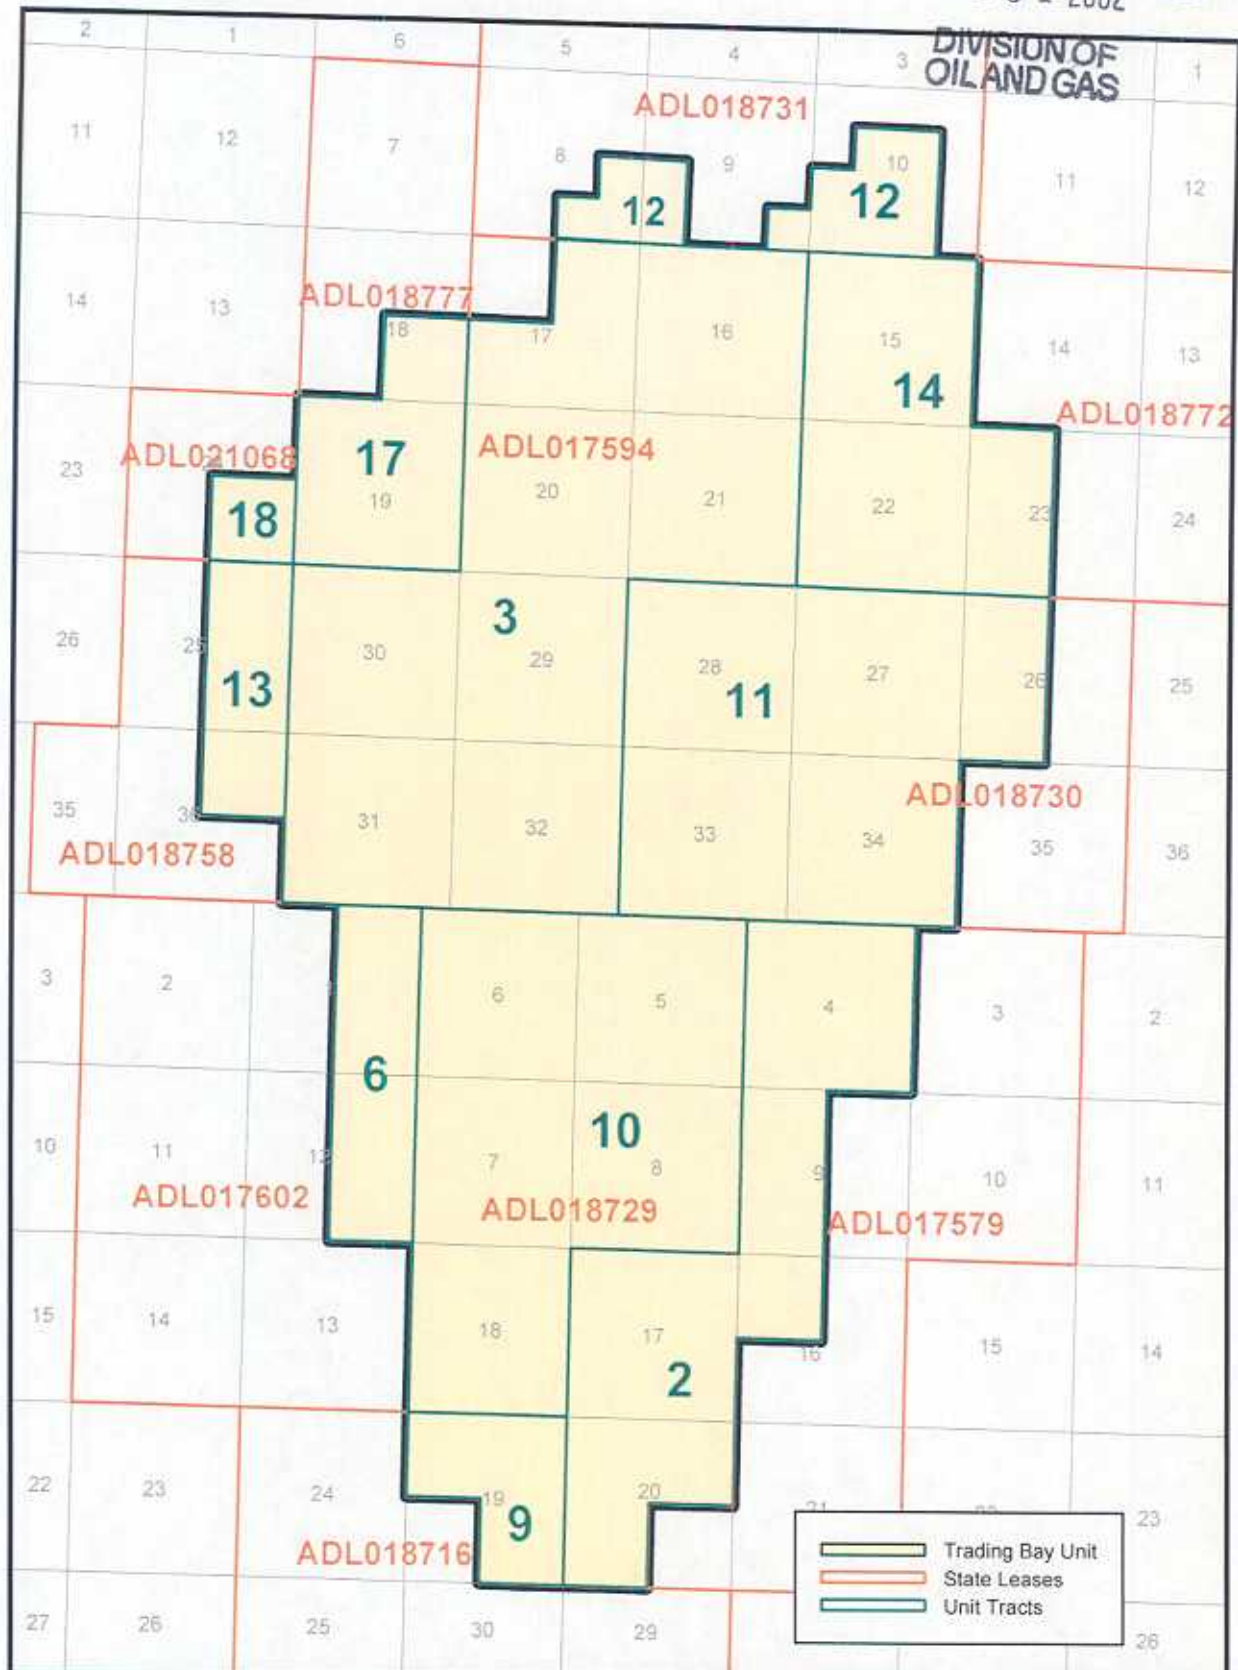 2002
DIVISION OF
OIL AND GAS
2 1 6 5 4 3 1
ADL018731
11 12 7 8 9 10 11 12
12 12
14 13 ADL018777 18 17 16 15 14 13
14
ADL018772
23 ADL021068 17 ADL017594
19 20 21 22 23 24
18
3
26 25 30 29 28 27 26 25
13 11
ADL018730
35 36 31 32 33 34 35 36
ADL018758
3 2 6 5 4 3 2
6
10 11 12 7 10 8 9 10 11
ADL017602 ADL018729 ADL017579
15 14 13 18 17 16 15 14
2
22 23 24 19 20 21 23
9
ADL018716
Trading Bay Unit
State Leases
Unit Tracts
27 26 25 30 29 26